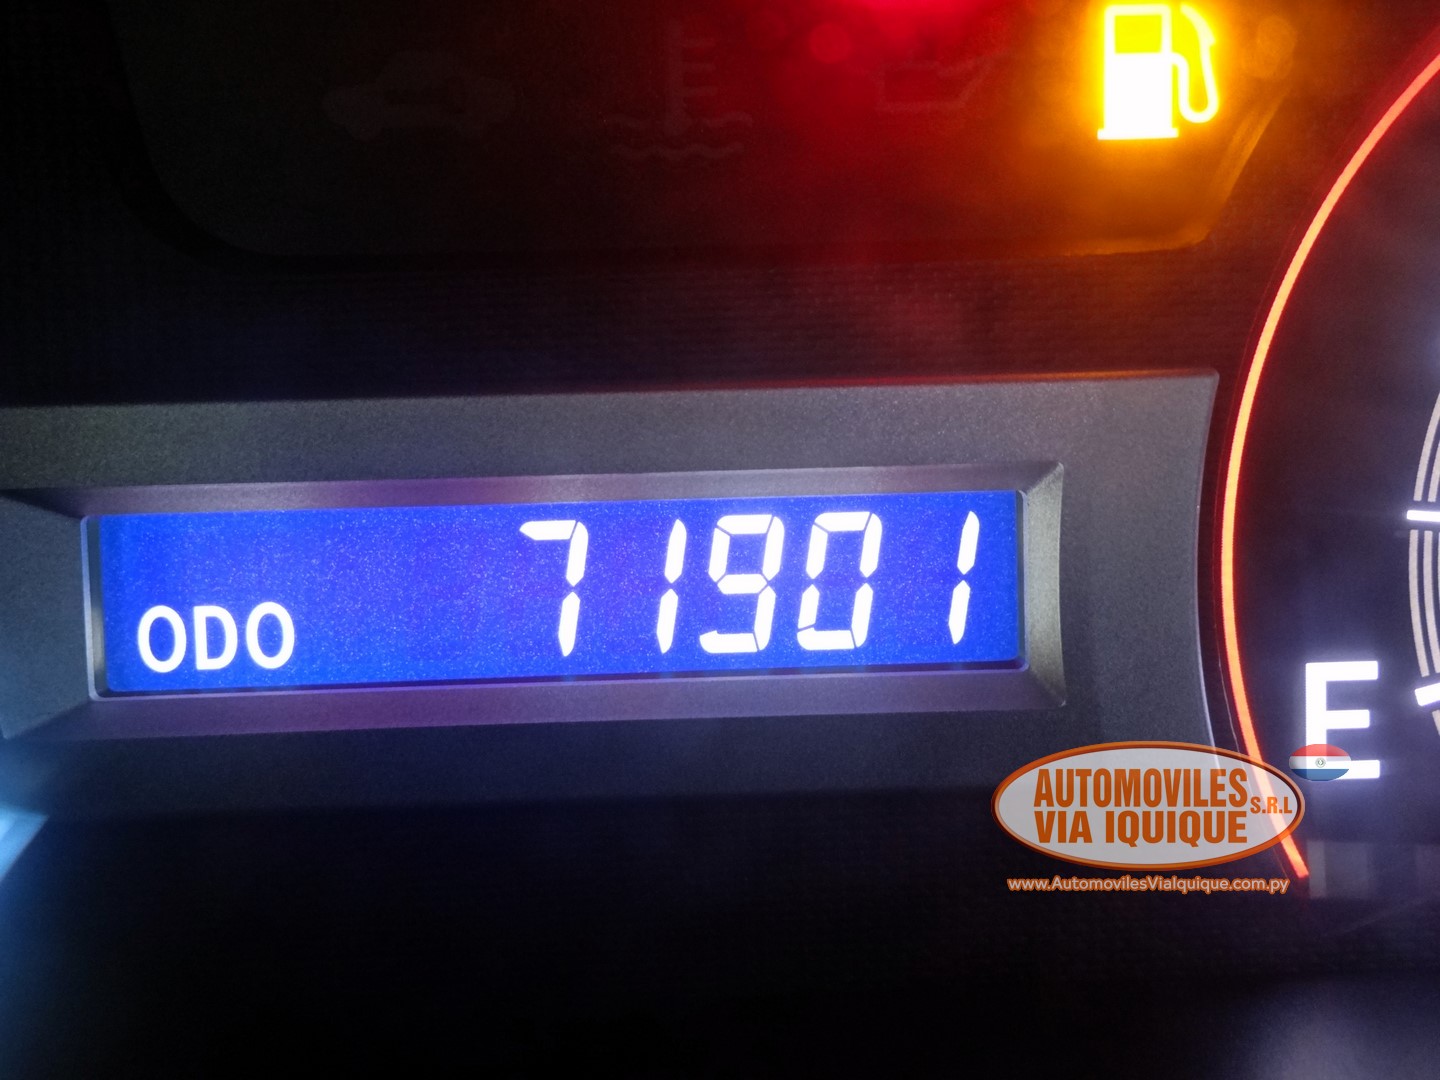 ODO 71901
E
AUTOMOVILES S.R.L
VIA IQUIQUE
www.AutomovilesViaIquique.com.py